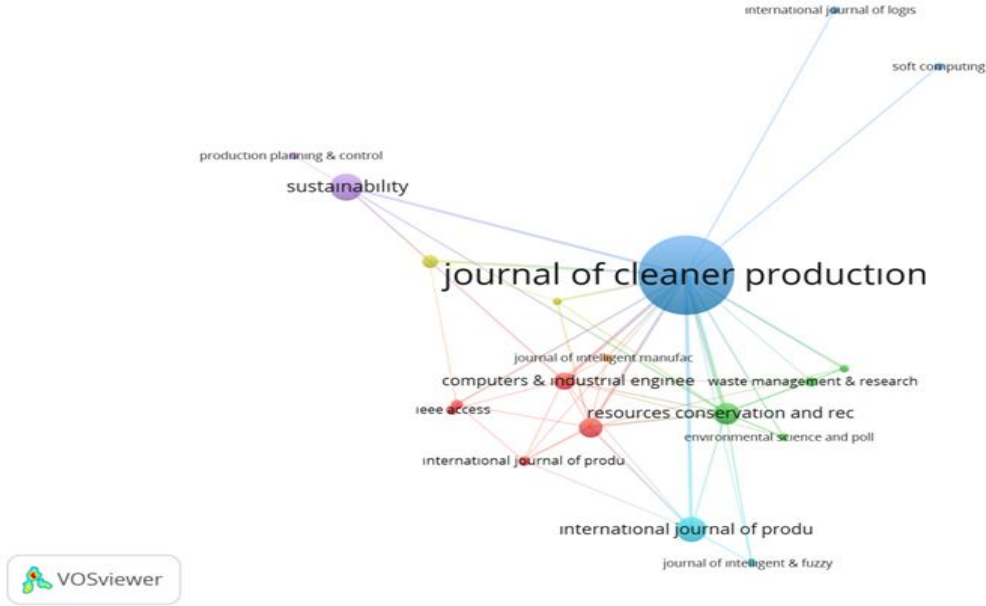 international journal of logis
soft computing
production planning & control
sustainability
journal of cleaner production
journal of intelligent manufac
computers & industrial enginee
waste management & research
ieee access
resources conservation and rec
environmental science and poll
international journal of produ
international journal of produ
journal of intelligent & fuzzy
VOSviewer